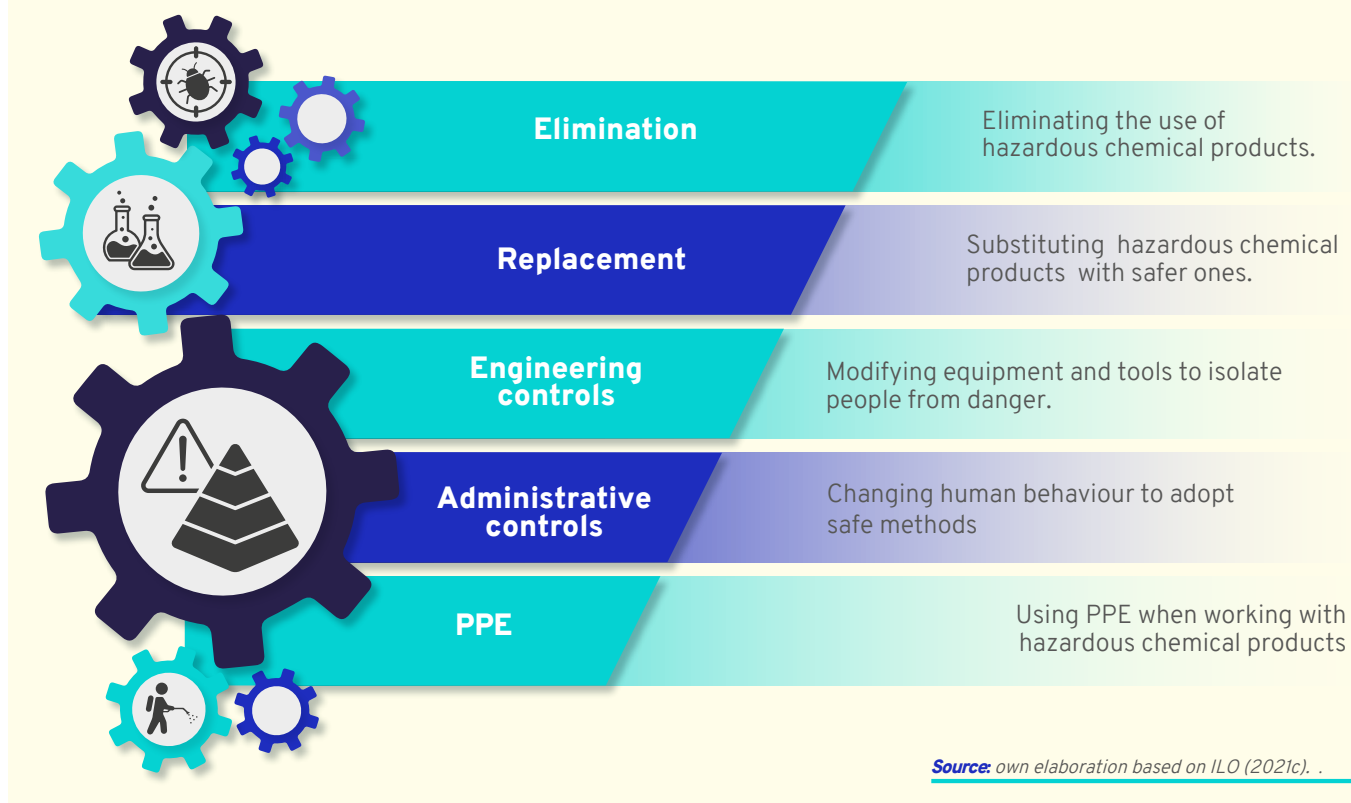 Elimination
Eliminating the use of
hazardous chemical products.
Replacement
Substituting  hazardous chemical
products  with safer ones.
Engineering
controls
Modifying equipment and tools to isolate
people from danger.
Administrative
controls
Changing human behaviour to adopt
safe methods
PPE
Using PPE when working with
hazardous chemical products
Source: own elaboration based on ILO (2021c). .